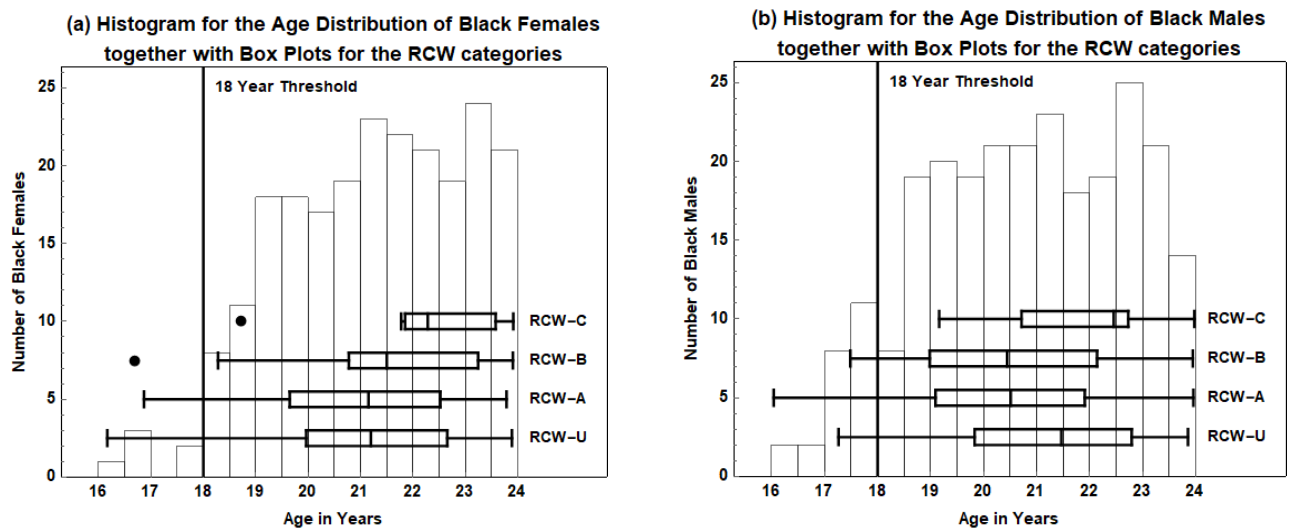 (a) Histogram for the Age Distribution of Black Females
together with Box Plots for the RCW categories
18 Year Threshold
25
20
15
10
5
0
Number of Black Females
RCW−C
RCW−B
RCW−A
RCW−U
16 17 18 19 20 21 22 23 24
Age in Years
(b) Histogram for the Age Distribution of Black Males
together with Box Plots for the RCW categories
18 Year Threshold
25
20
15
10
5
0
Number of Black Males
RCW−C
RCW−B
RCW−A
RCW−U
16 17 18 19 20 21 22 23 24
Age in Years